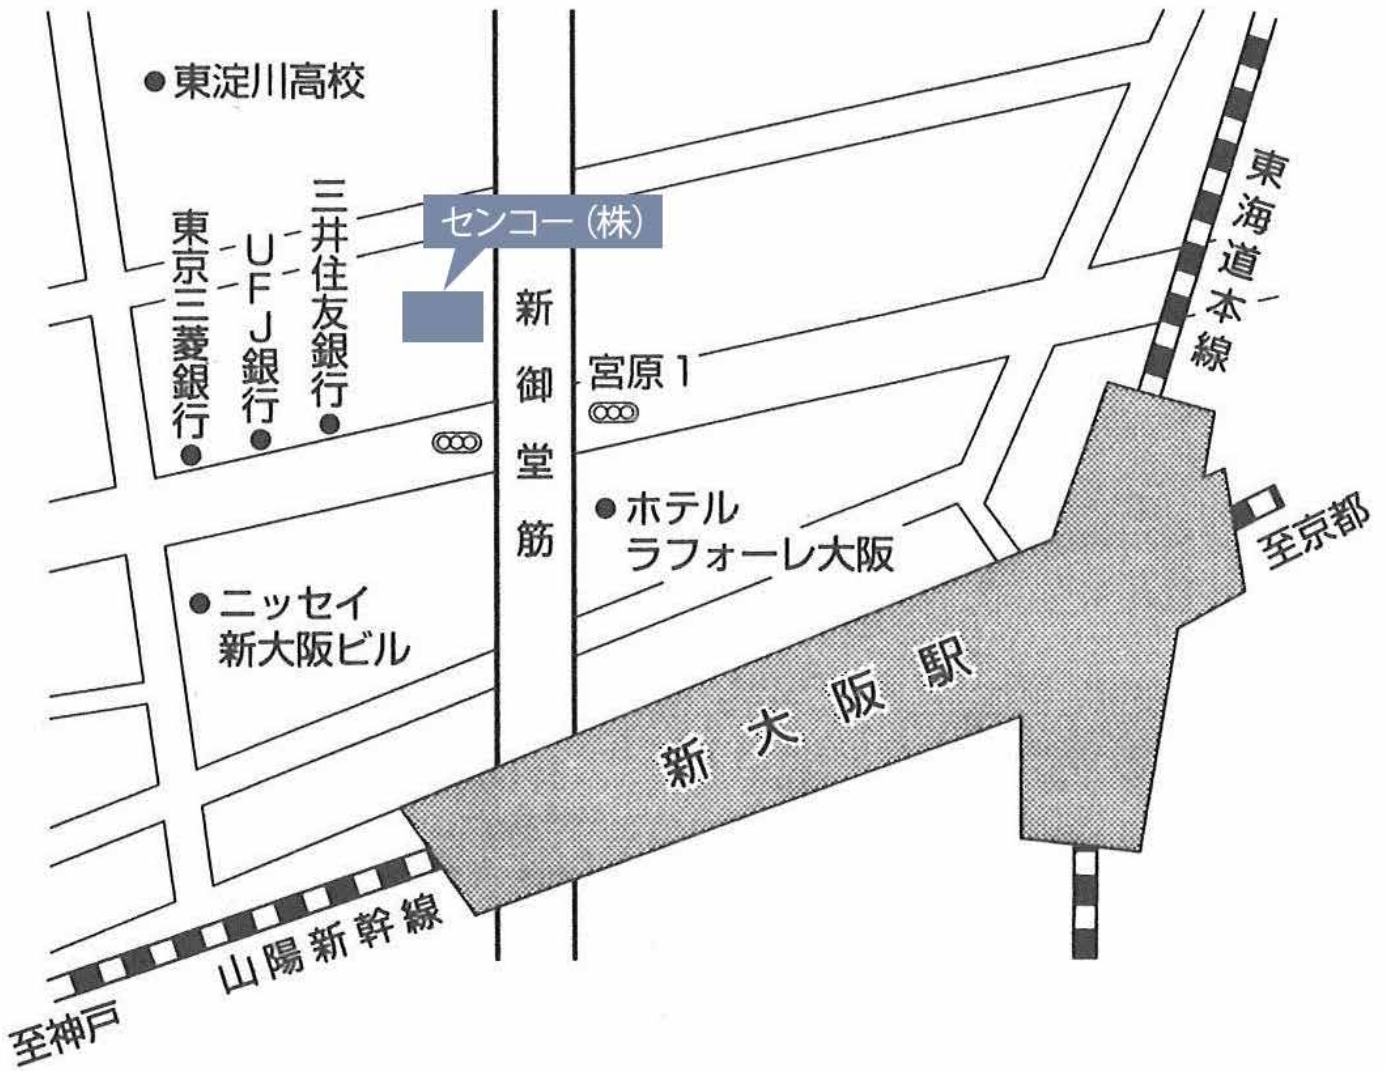 東淀川高校
東京三菱銀行
UFJ銀行
三井住友銀行
センコー(株)
新御堂筋
宮原1
東海道本線
ホテル
ラフォーレ大阪
至京都
ニッセイ
新大阪ビル
新大阪駅
山陽新幹線
至神戸